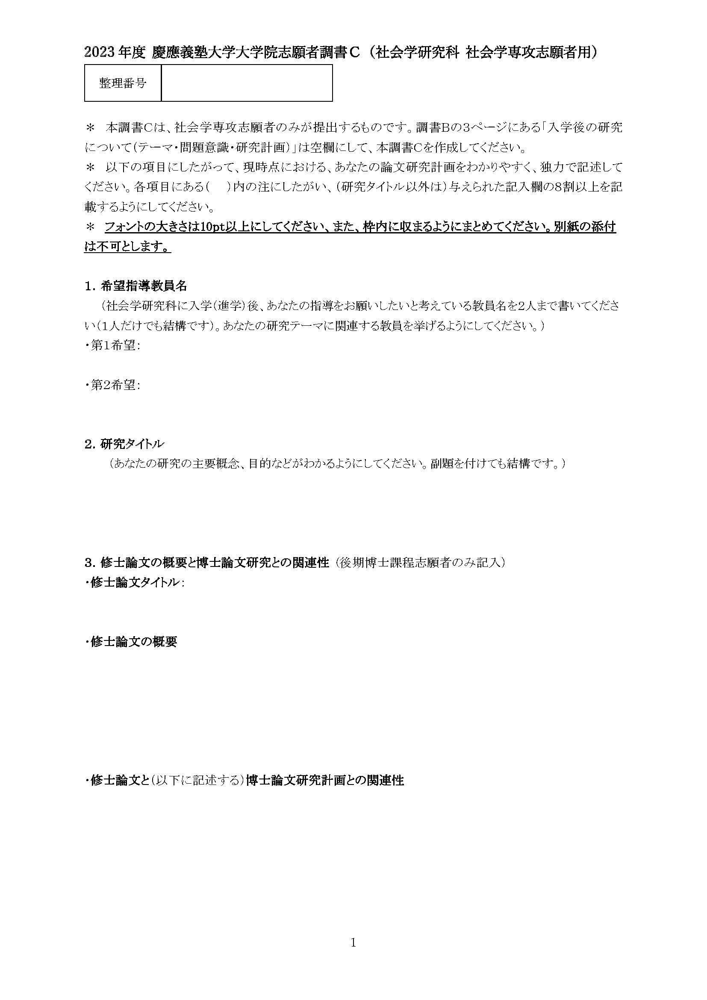 2023 年度 慶應義塾大学大学院志願者調書C (社会学研究科 社会学専攻志願者用)
整理番号
＊ 本調書Cは、社会学専攻志願者のみが提出するものです。調書Bの3ページにある「入学後の研究
について(テーマ・問題意識・研究計画)」は空欄にして、本調書Cを作成してください。
＊ 以下の項目にしたがって、現時点における、あなたの論文研究計画をわかりやすく、独力で記述して
ください。各項目にある( )内の注にしたがい、(研究タイトル以外は)与えられた記入欄の8割以上を記
載するようにしてください。
＊ フォントの大きさは10pt以上にしてください、また、枠内に収まるようにまとめてください。別紙の添付
は不可とします。
1. 希望指導教員名
(社会学研究科に入学(進学)後、あなたの指導をお願いしたいと考えている教員名を2人まで書いてくださ
い(1人だけでも結構です)。あなたの研究テーマに関連する教員を挙げるようにしてください。)
・第1希望:
・第2希望:
2. 研究タイトル
(あなたの研究の主要概念、目的などがわかるようにしてください。副題を付けても結構です。)
3. 修士論文の概要と博士論文研究との関連性 (後期博士課程志願者のみ記入)
・修士論文タイトル:
・修士論文の概要
・修士論文と(以下に記述する)博士論文研究計画との関連性
1